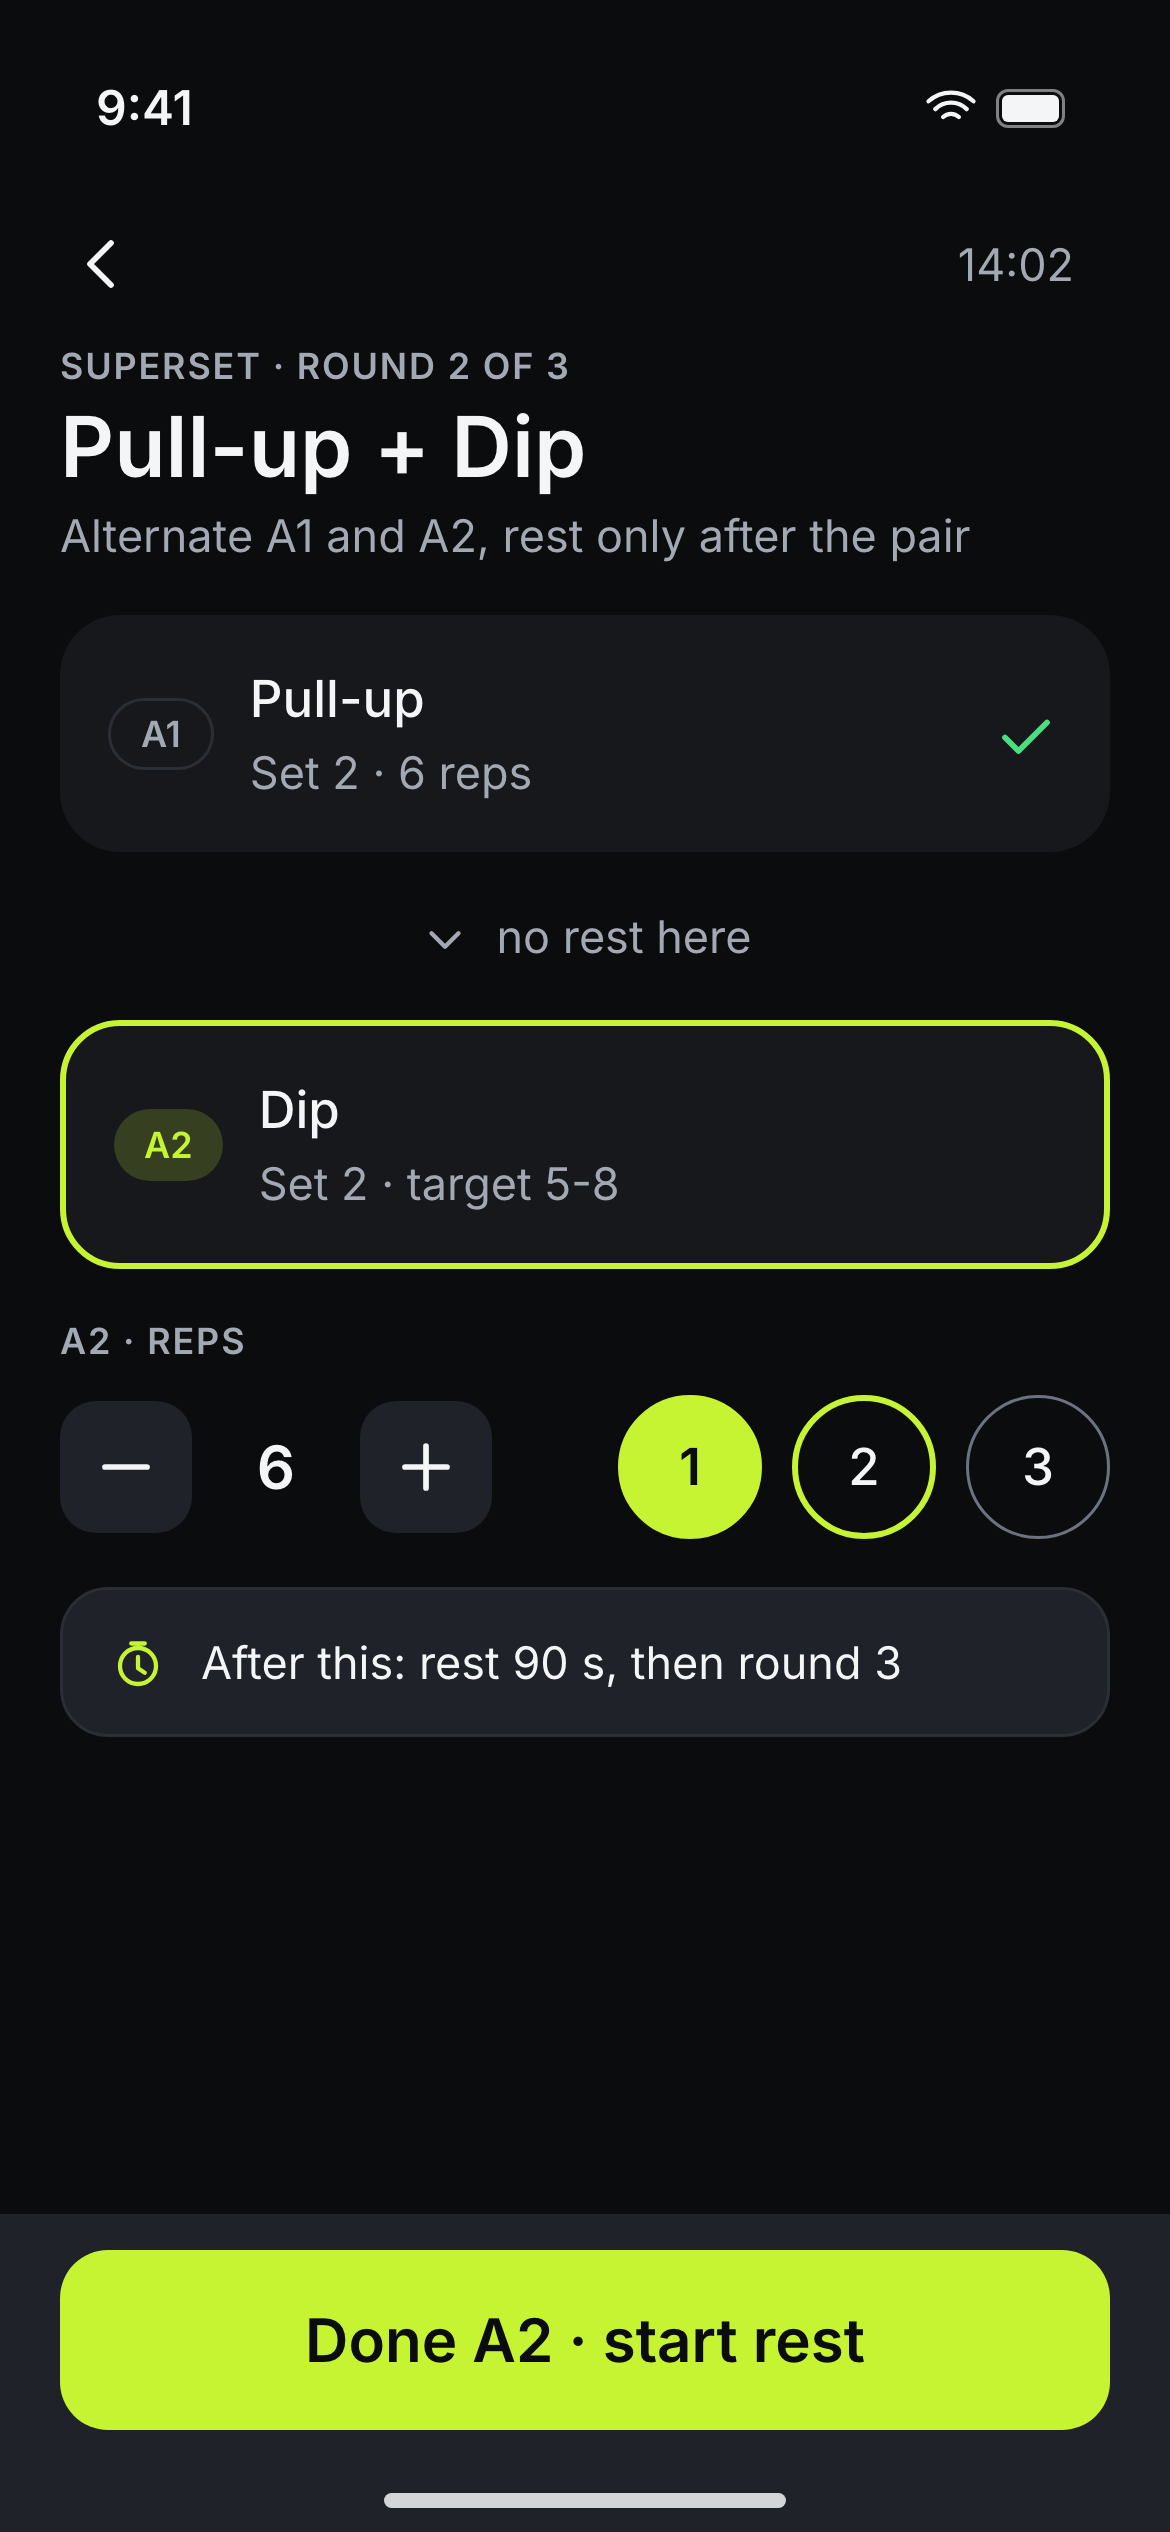 9:41
14:02
SUPERSET · ROUND 2 OF 3
Pull-up + Dip
Alternate A1 and A2, rest only after the pair
A1
Pull-up
Set 2 · 6 reps
no rest here
A2
Dip
Set 2 · target 5-8
A2 · REPS
6
1
2
3
After this: rest 90 s, then round 3
Done A2 · start rest